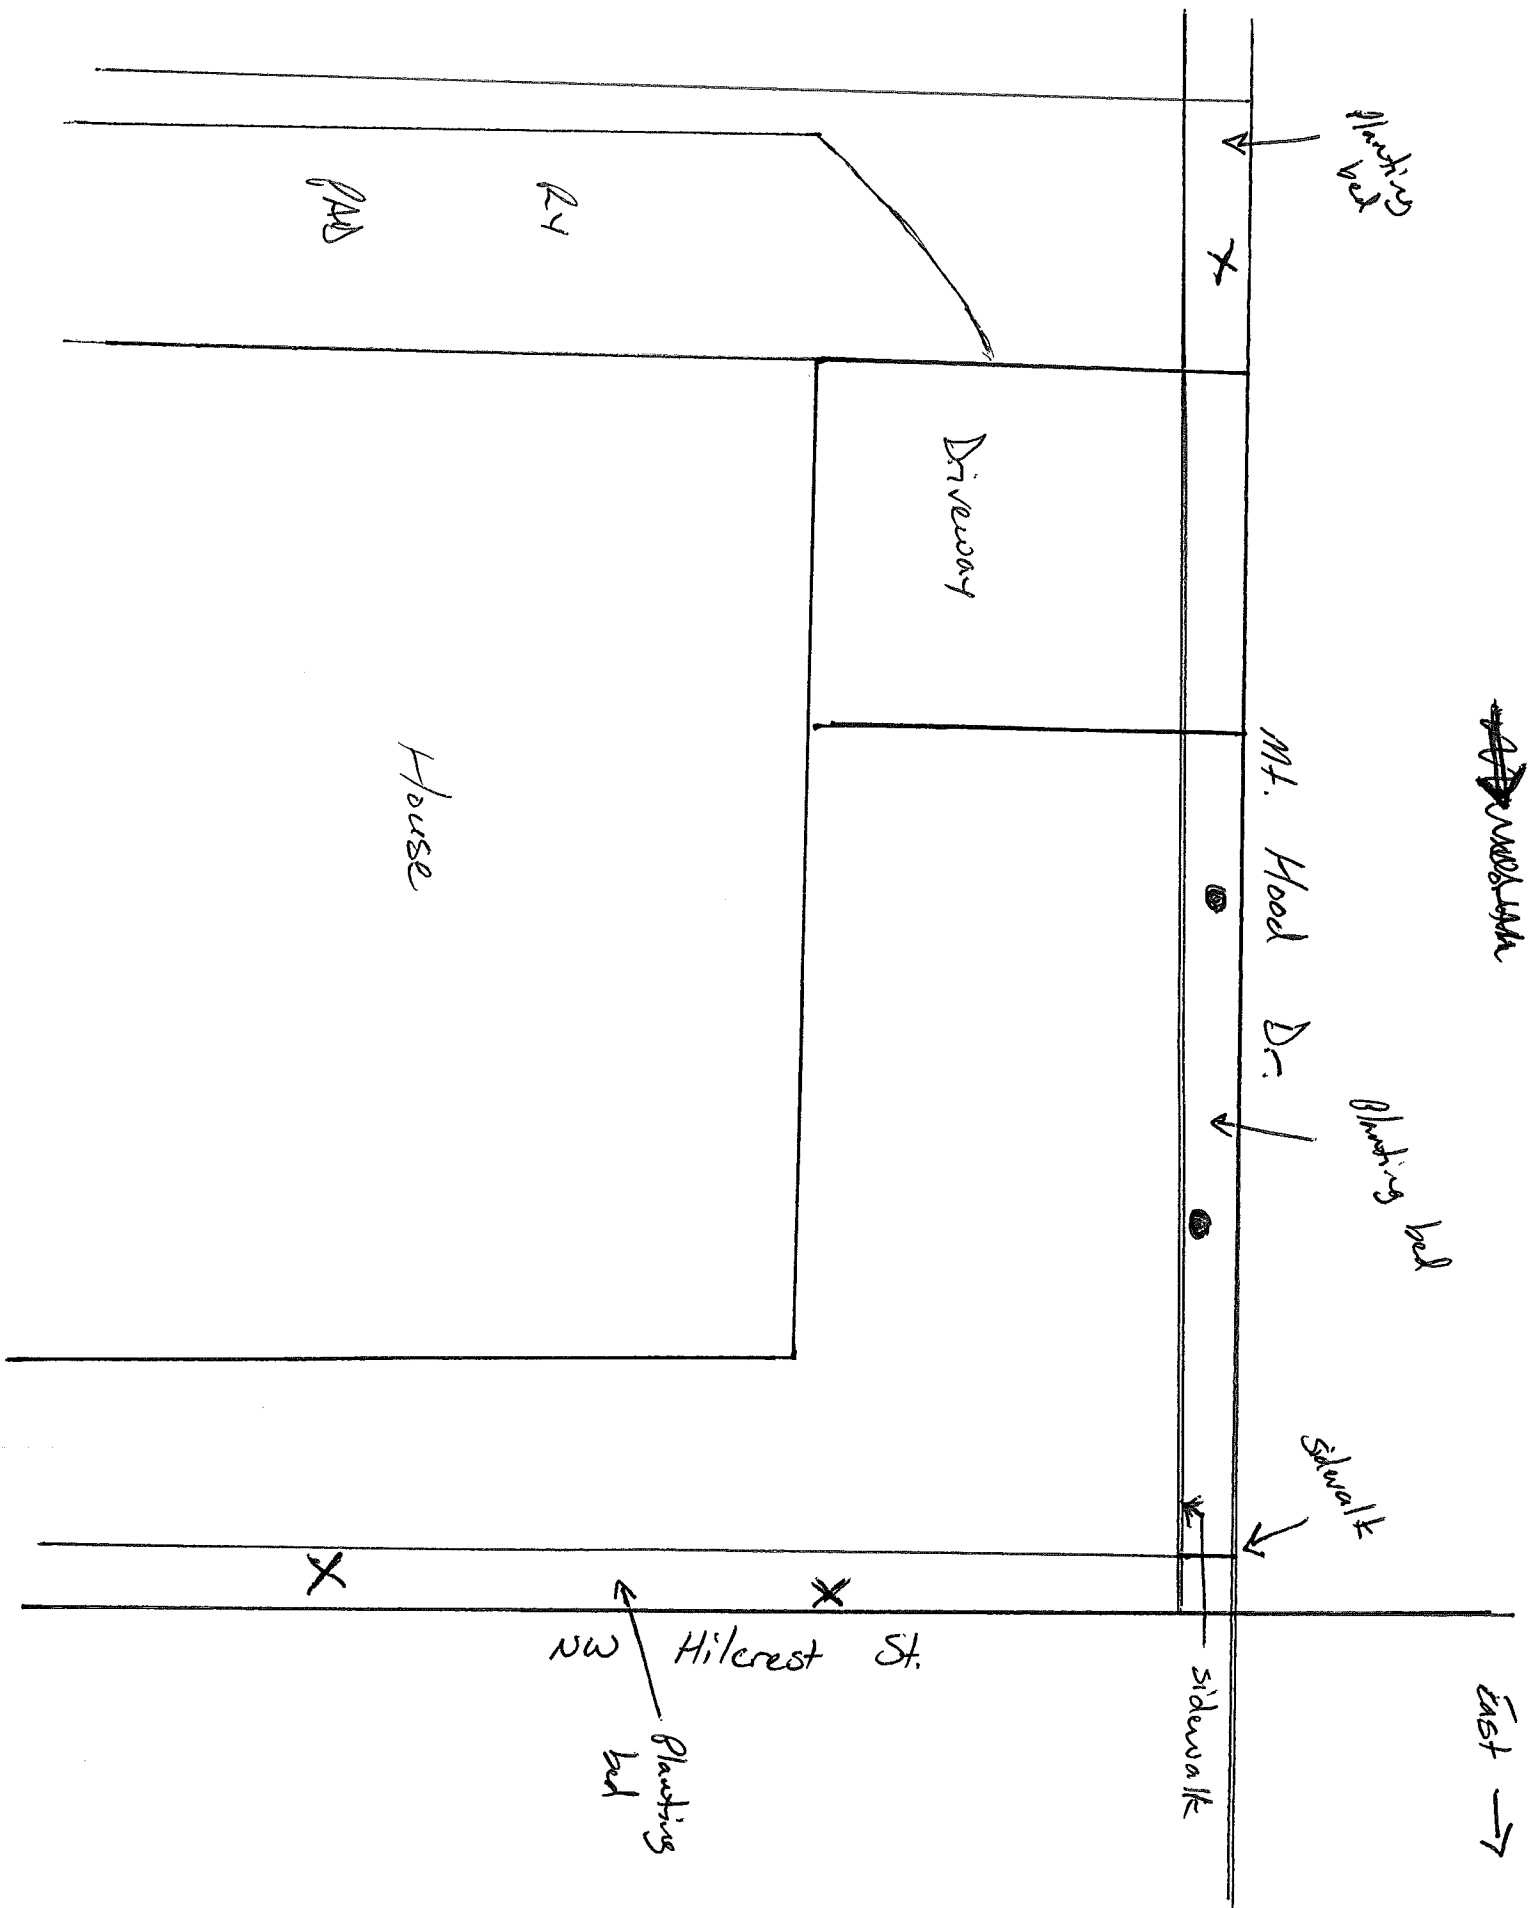 East →
Planting
bed
Planting bed
sidewalk
Mt. Hood Dr.
sidewalk
Driveway
RV
PAD
House
NW Hilcrest St.
Planting
bed